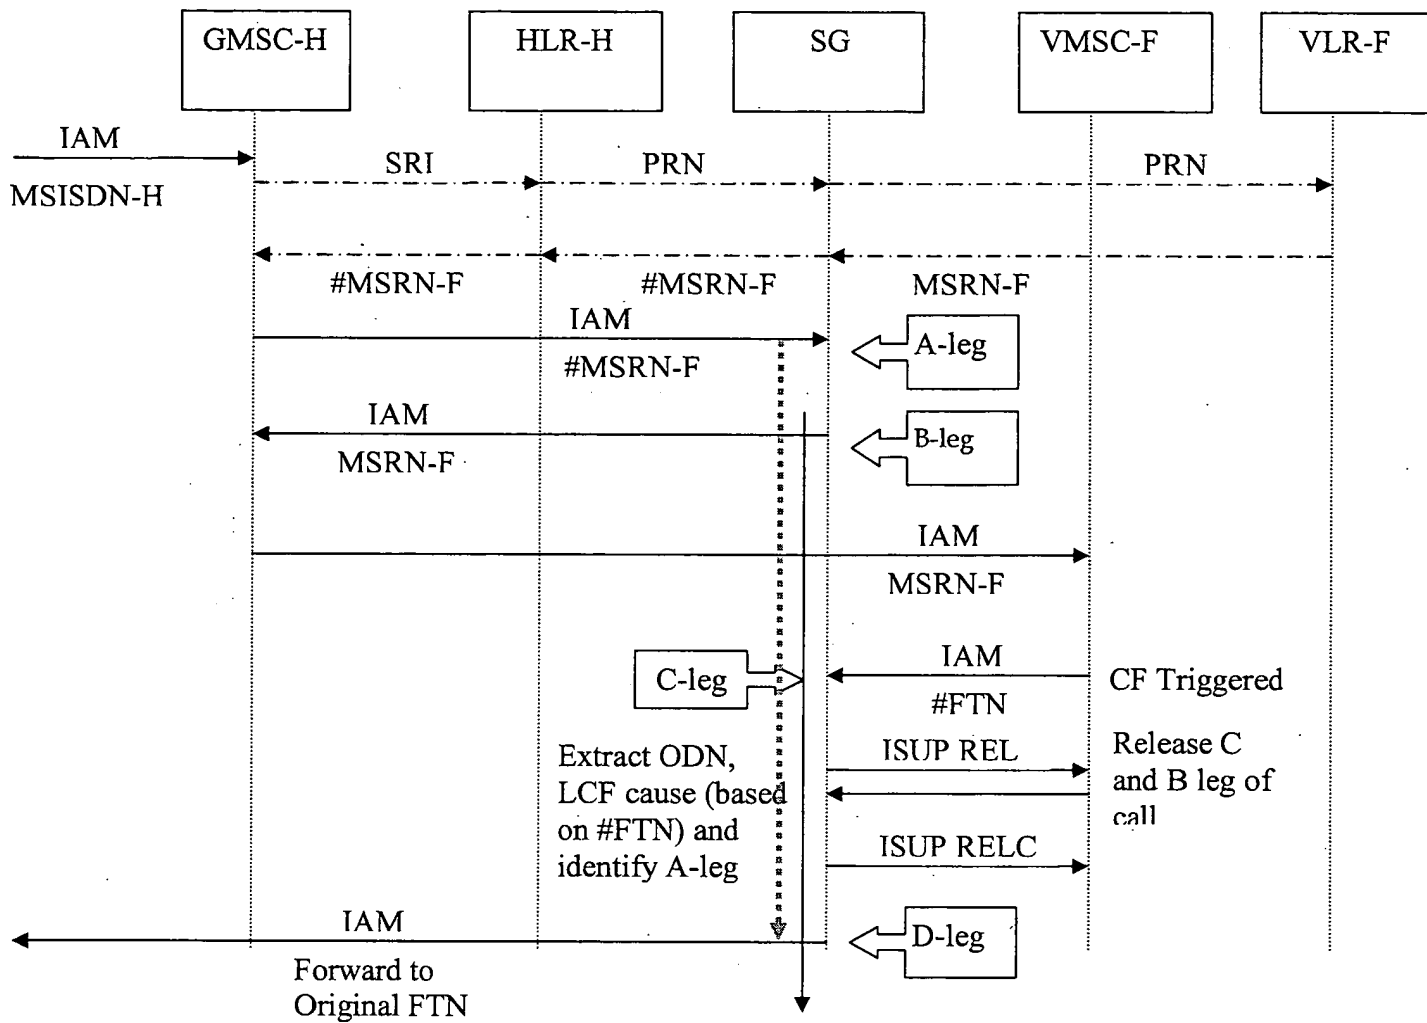 GMSC-H
HLR-H
SG
VMSC-F
VLR-F
IAM
MSISDN-H
SRI
PRN
PRN
#MSRN-F
#MSRN-F
MSRN-F
IAM
#MSRN-F
A-leg
IAM
MSRN-F
B-leg
IAM
MSRN-F
C-leg
IAM
#FTN
CF Triggered
Extract ODN,
LCF cause (based
on #FTN) and
identify A-leg
ISUP REL
Release C
and B leg of
call
ISUP RELC
IAM
Forward to
Original FTN
D-leg